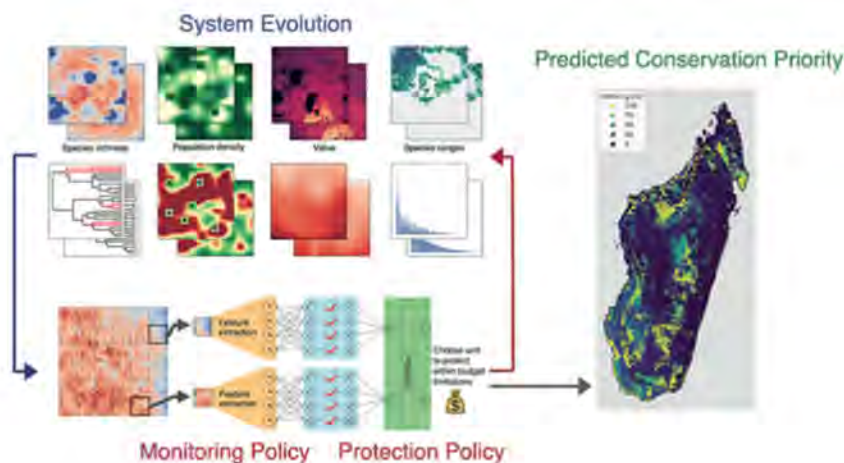 System Evolution
Predicted Conservation Priority
Species richness
Population density
Value
Species ranges
Feature
extraction
Feature
extraction
Choose unit
to protect
within budget
limitations
$
Monitoring Policy
Protection Policy